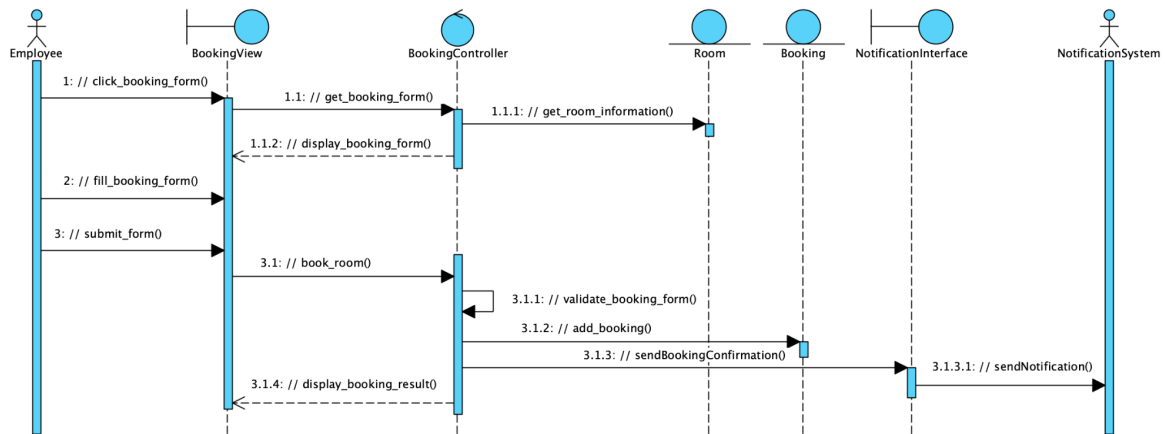 Employee
BookingView
BookingController
Room
Booking
NotificationInterface
NotificationSystem
1: // click_booking_form()
1.1: // get_booking_form()
1.1.1: // get_room_information()
1.1.2: // display_booking_form()
2: // fill_booking_form()
3: // submit_form()
3.1: // book_room()
3.1.1: // validate_booking_form()
3.1.2: // add_booking()
3.1.3: // sendBookingConfirmation()
3.1.3.1: // sendNotification()
3.1.4: // display_booking_result()